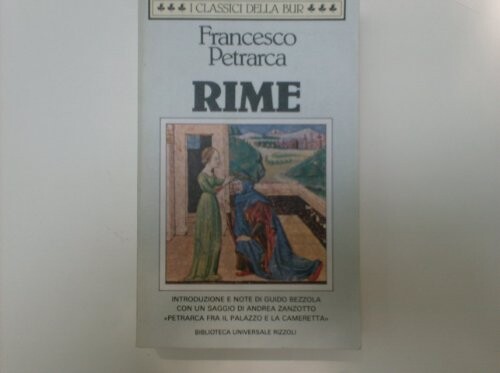 I CLASSICI DELLA BUR
Francesco
Petrarca
RIME
INTRODUZIONE E NOTE DI GUIDO BEZZOLA
CON UN SAGGIO DI ANDREA ZANZOTTO
«PETRARCA FRA IL PALAZZO E LA CAMERETTA»
BIBLIOTECA UNIVERSALE RIZZOLI